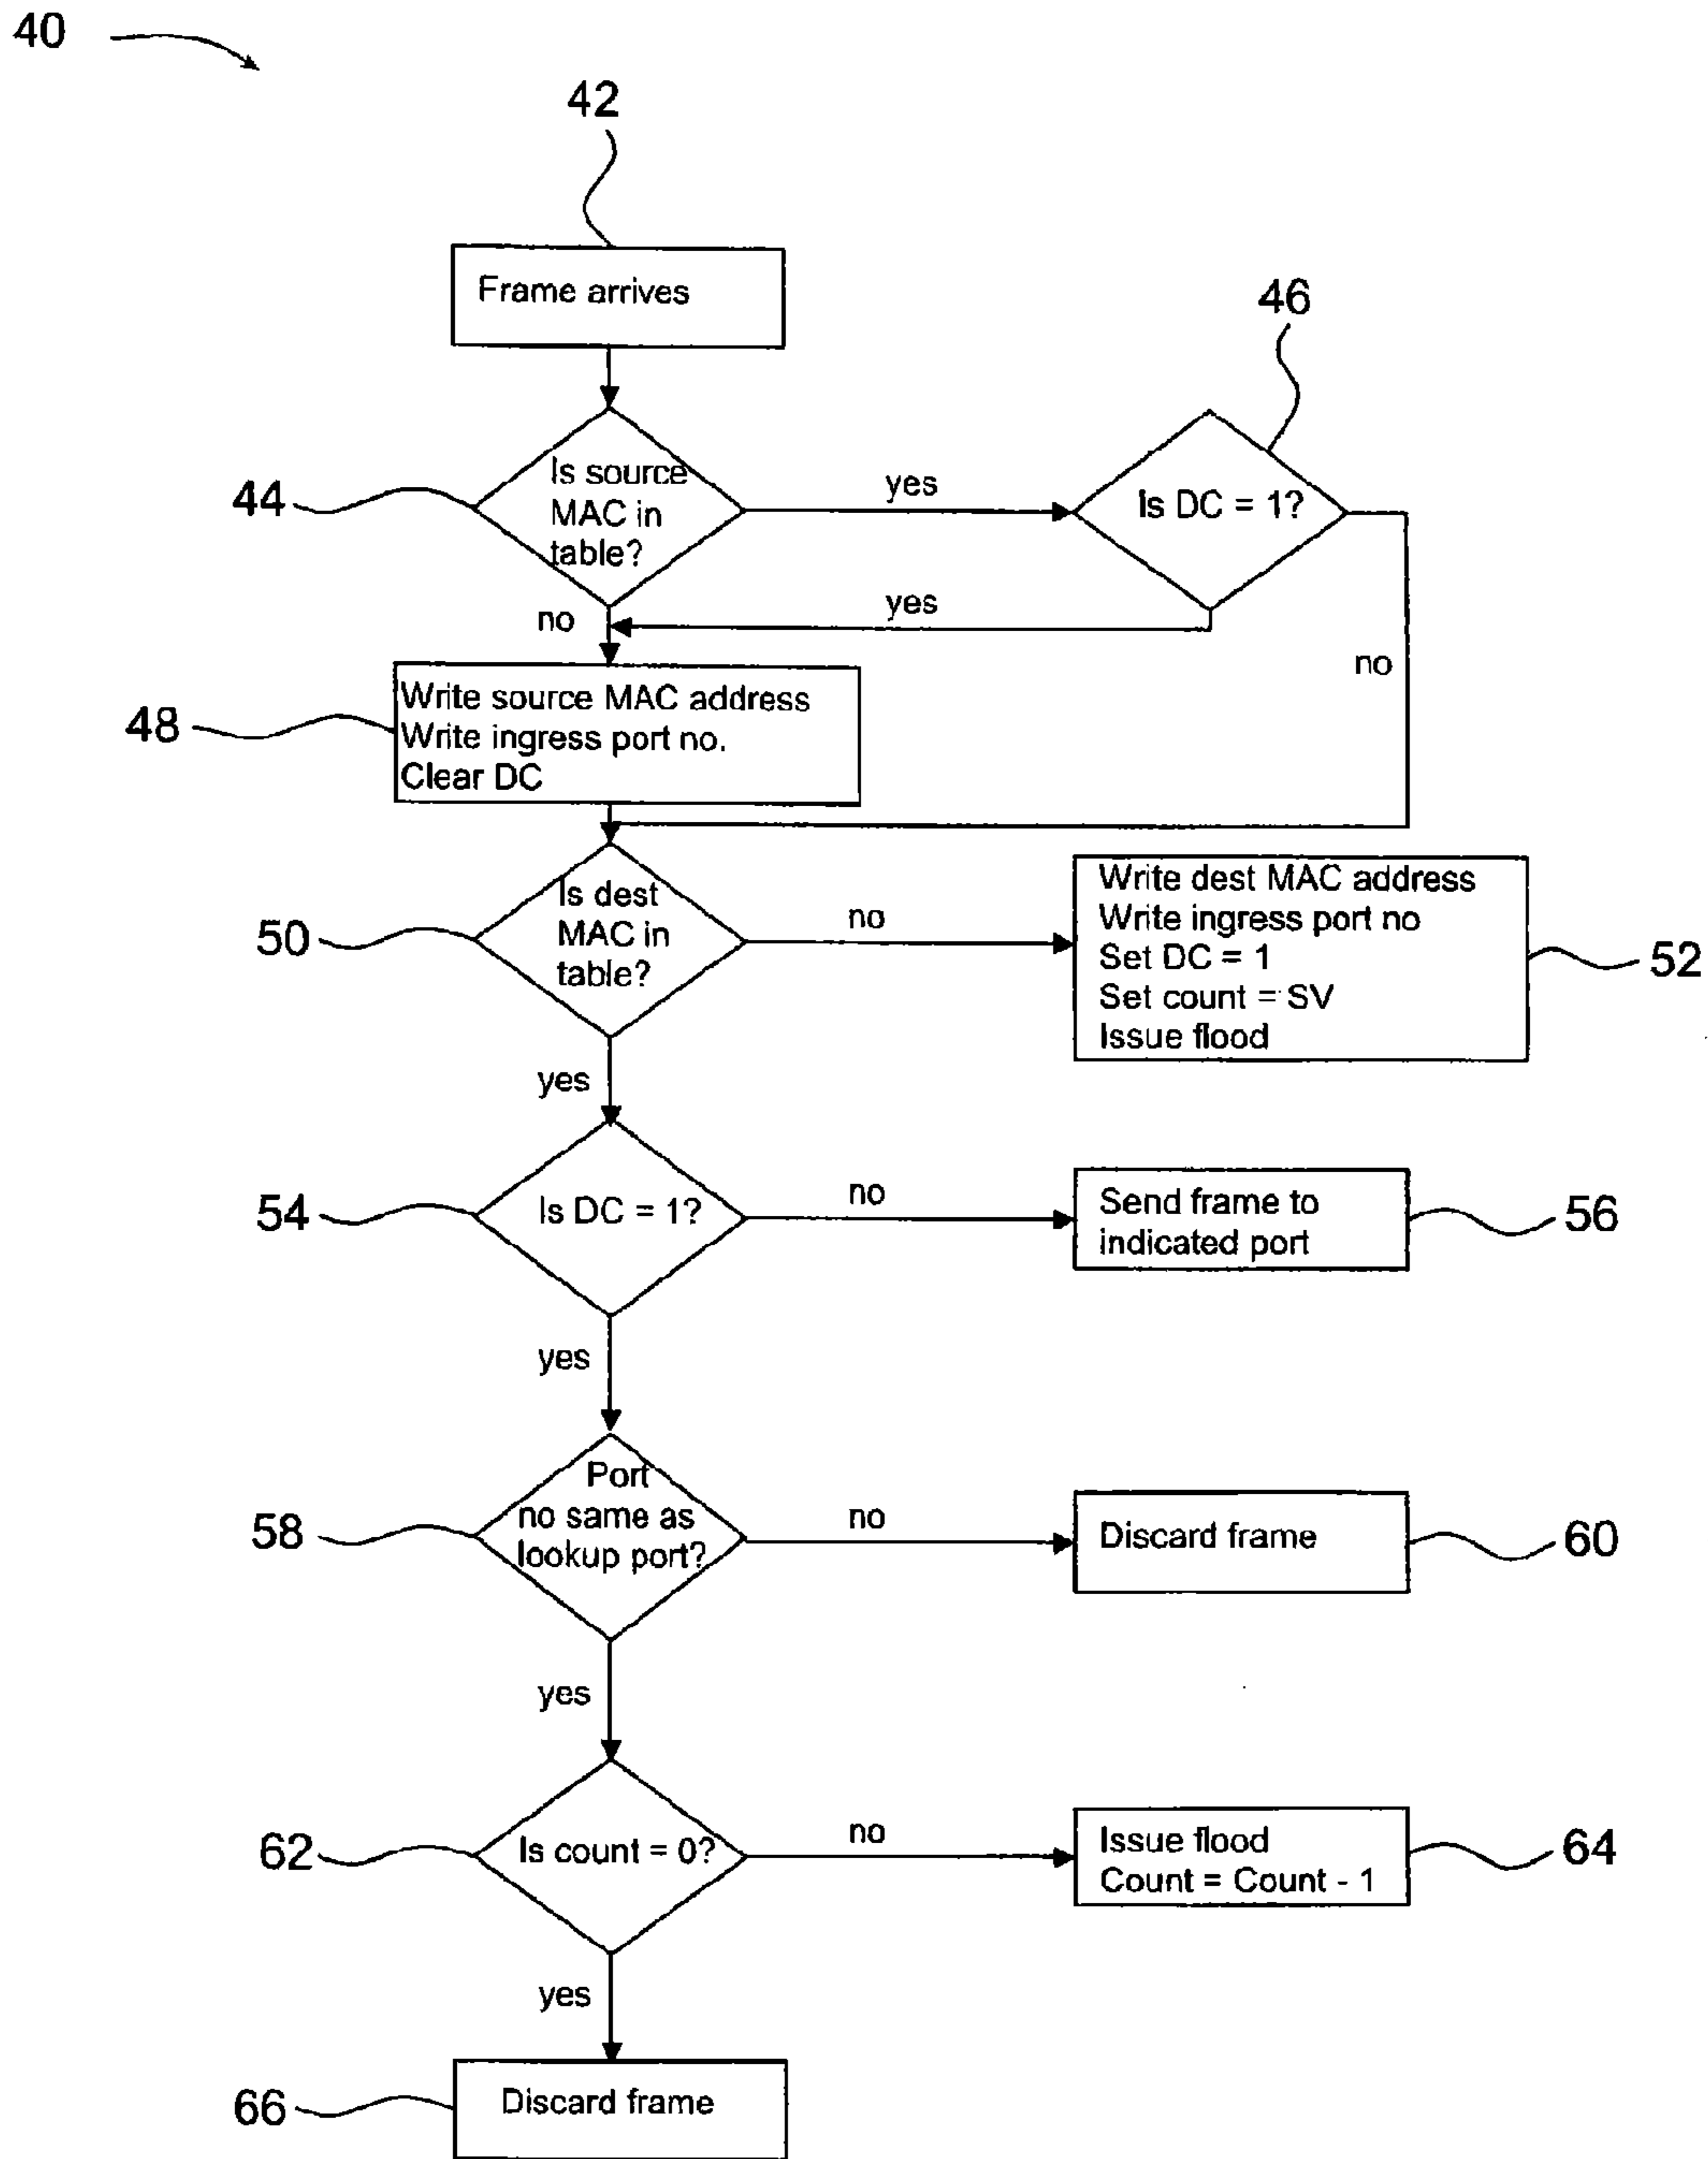 40
42
Frame arrives
46
44
Is source
MAC in
table?
yes
Is DC = 1?
no
yes
no
48
Write source MAC address
Write ingress port no.
Clear DC
50
Is dest
MAC in
table?
no
Write dest MAC address
Write ingress port no
Set DC = 1
Set count = SV
Issue flood
52
yes
54
Is DC = 1?
no
Send frame to
indicated port
56
yes
58
Port
no same as
lookup port?
no
Discard frame
60
yes
62
Is count = 0?
no
Issue flood
Count = Count - 1
64
yes
66
Discard frame